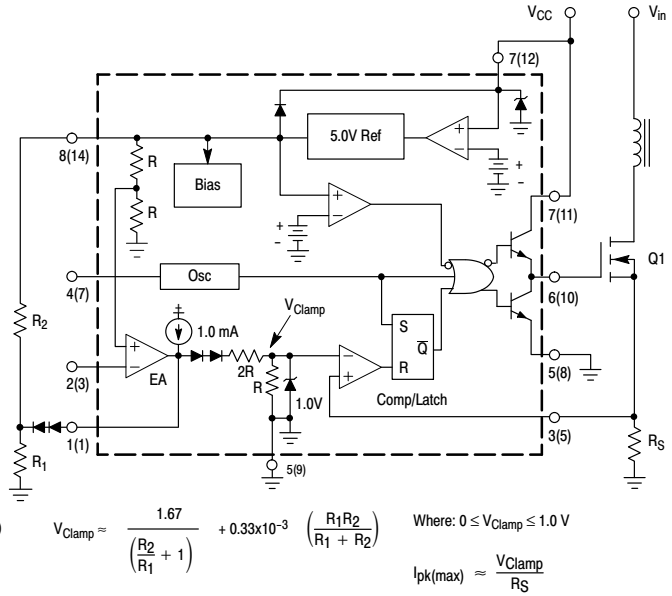 VCC Vin
7(12)
5.0V Ref
+
−
+
-
8(14)
R
Bias
R
+
−
+
-
7(11)
Q1
4(7)
Osc
6(10)
R2
VClamp
1.0 mA
S
Q
R
+
−
EA
2R
R
1.0V
−
+
2(3)
5(8)
Comp/Latch
1(1)
3(5)
R1
5(9)
RS
) VClamp ≈ 1.67 / (R2/R1 + 1) + 0.33x10−3 (R1R2 / R1 + R2) Where: 0 ≤ VClamp ≤ 1.0 V
Ipk(max) ≈ VClamp / RS